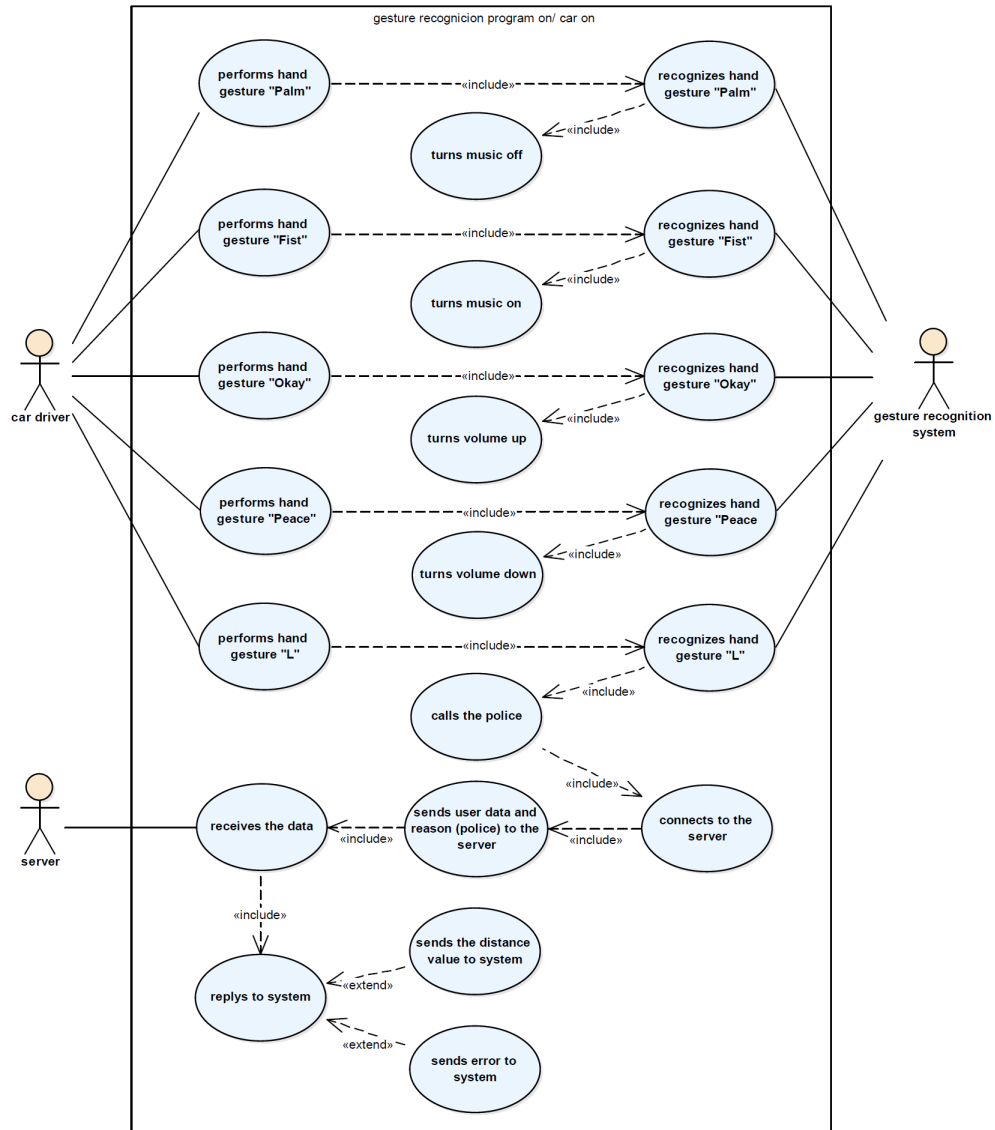 gesture recognicion program on/ car on
performs hand
gesture "Palm"
«include»
recognizes hand
gesture "Palm"
«include»
turns music off
performs hand
gesture "Fist"
«include»
recognizes hand
gesture "Fist"
«include»
turns music on
performs hand
gesture "Okay"
«include»
recognizes hand
gesture "Okay"
«include»
turns volume up
car driver
gesture recognition
system
performs hand
gesture "Peace"
«include»
recognizes hand
gesture "Peace
«include»
turns volume down
performs hand
gesture "L"
«include»
recognizes hand
gesture "L"
«include»
calls the police
«include»
server
receives the data
«include»
sends user data and
reason (police) to the
server
«include»
connects to the
server
«include»
sends the distance
value to system
«extend»
replys to system
«extend»
sends error to
system